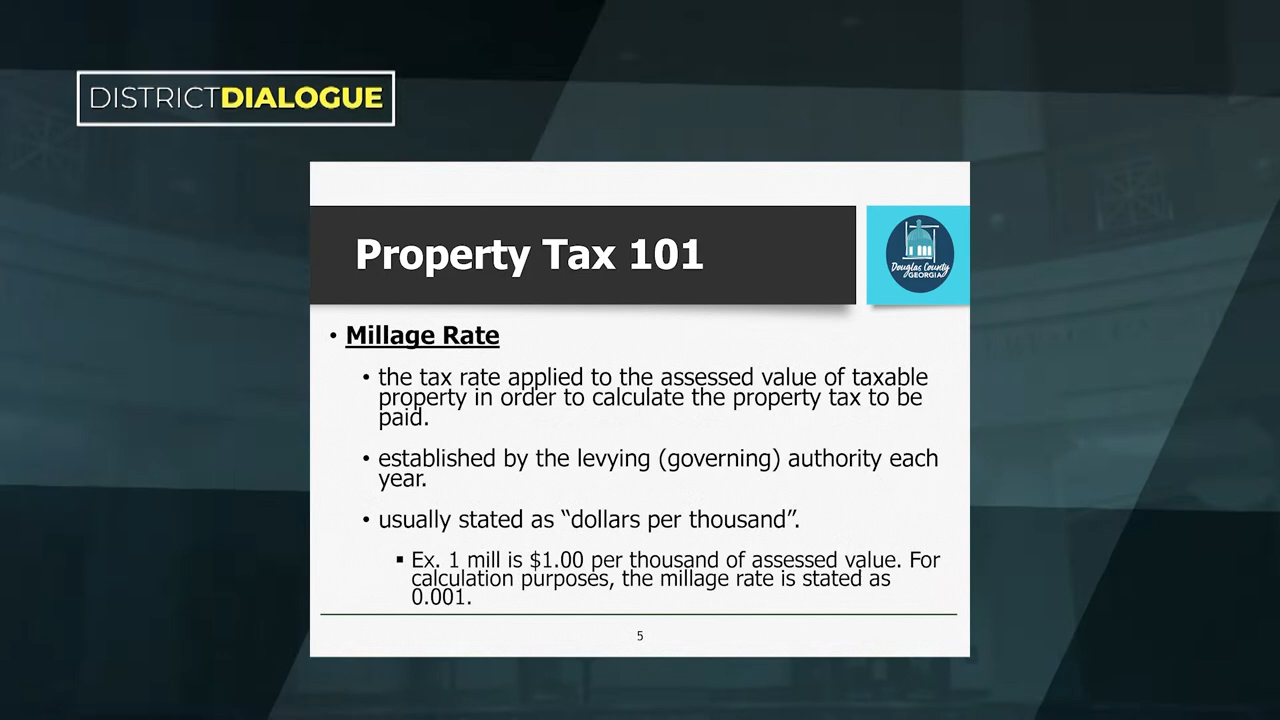 DISTRICTDIALOGUE
Property Tax 101
Douglas County
GEORGIA
• Millage Rate
• the tax rate applied to the assessed value of taxable
property in order to calculate the property tax to be
paid.
• established by the levying (governing) authority each
year.
• usually stated as “dollars per thousand”.
▪ Ex. 1 mill is $1.00 per thousand of assessed value. For
calculation purposes, the millage rate is stated as
0.001.
5